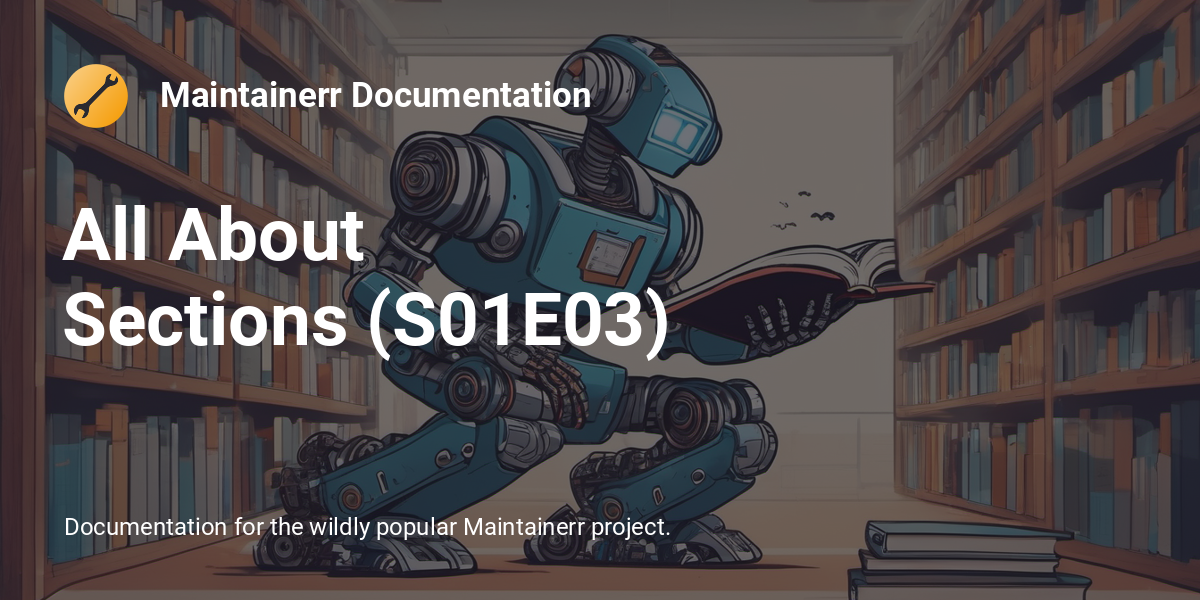 Maintainerr Documentation
All About
Sections (S01E03)
Documentation for the wildly popular Maintainerr project.